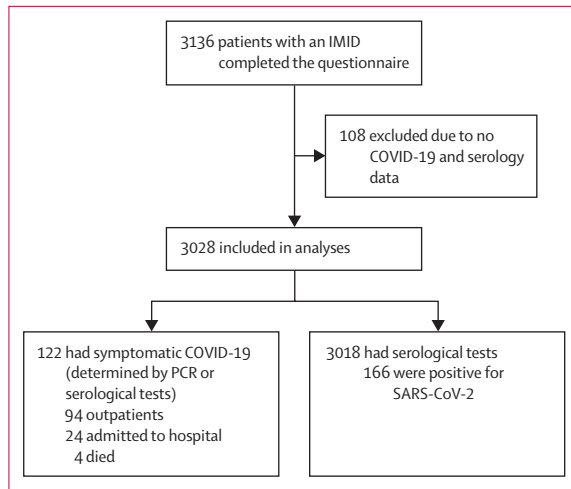 3136 patients with an IMID
completed the questionnaire
108 excluded due to no
COVID-19 and serology
data
3028 included in analyses
122 had symptomatic COVID-19
(determined by PCR or
serological tests)
94 outpatients
24 admitted to hospital
4 died
3018 had serological tests
166 were positive for
SARS-CoV-2